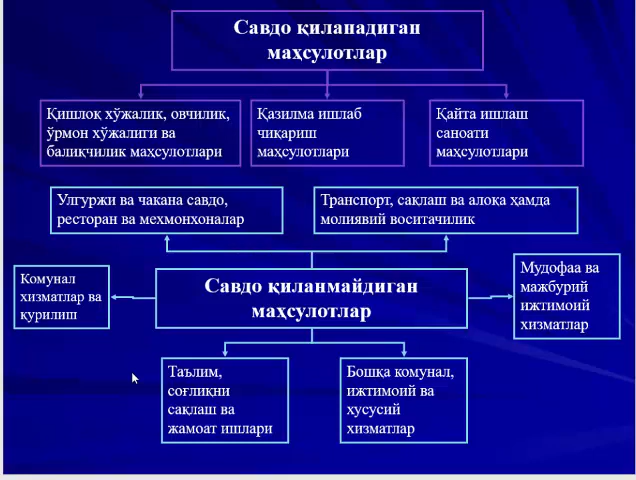 Савдо қиланадиган
маҳсулотлар
Қишлоқ хўжалик, овчилик,
ўрмон хўжалиги ва
балиқчилик маҳсулотлари
Қазилма ишлаб
чиқариш
маҳсулотлари
Қайта ишлаш
саноати
маҳсулотлари
Улгуржи ва чакана савдо,
ресторан ва мехмонхоналар
Транспорт, сақлаш ва алоқа ҳамда
молиявий воситачилик
Комунал
хизматлар ва
қурилиш
Савдо қиланмайдиган
маҳсулотлар
Мудофаа ва
мажбурий
ижтимоий
хизматлар
Таълим,
соғлиқни
сақлаш ва
жамоат ишлари
Бошқа комунал,
ижтимоий ва
хусусий
хизматлар